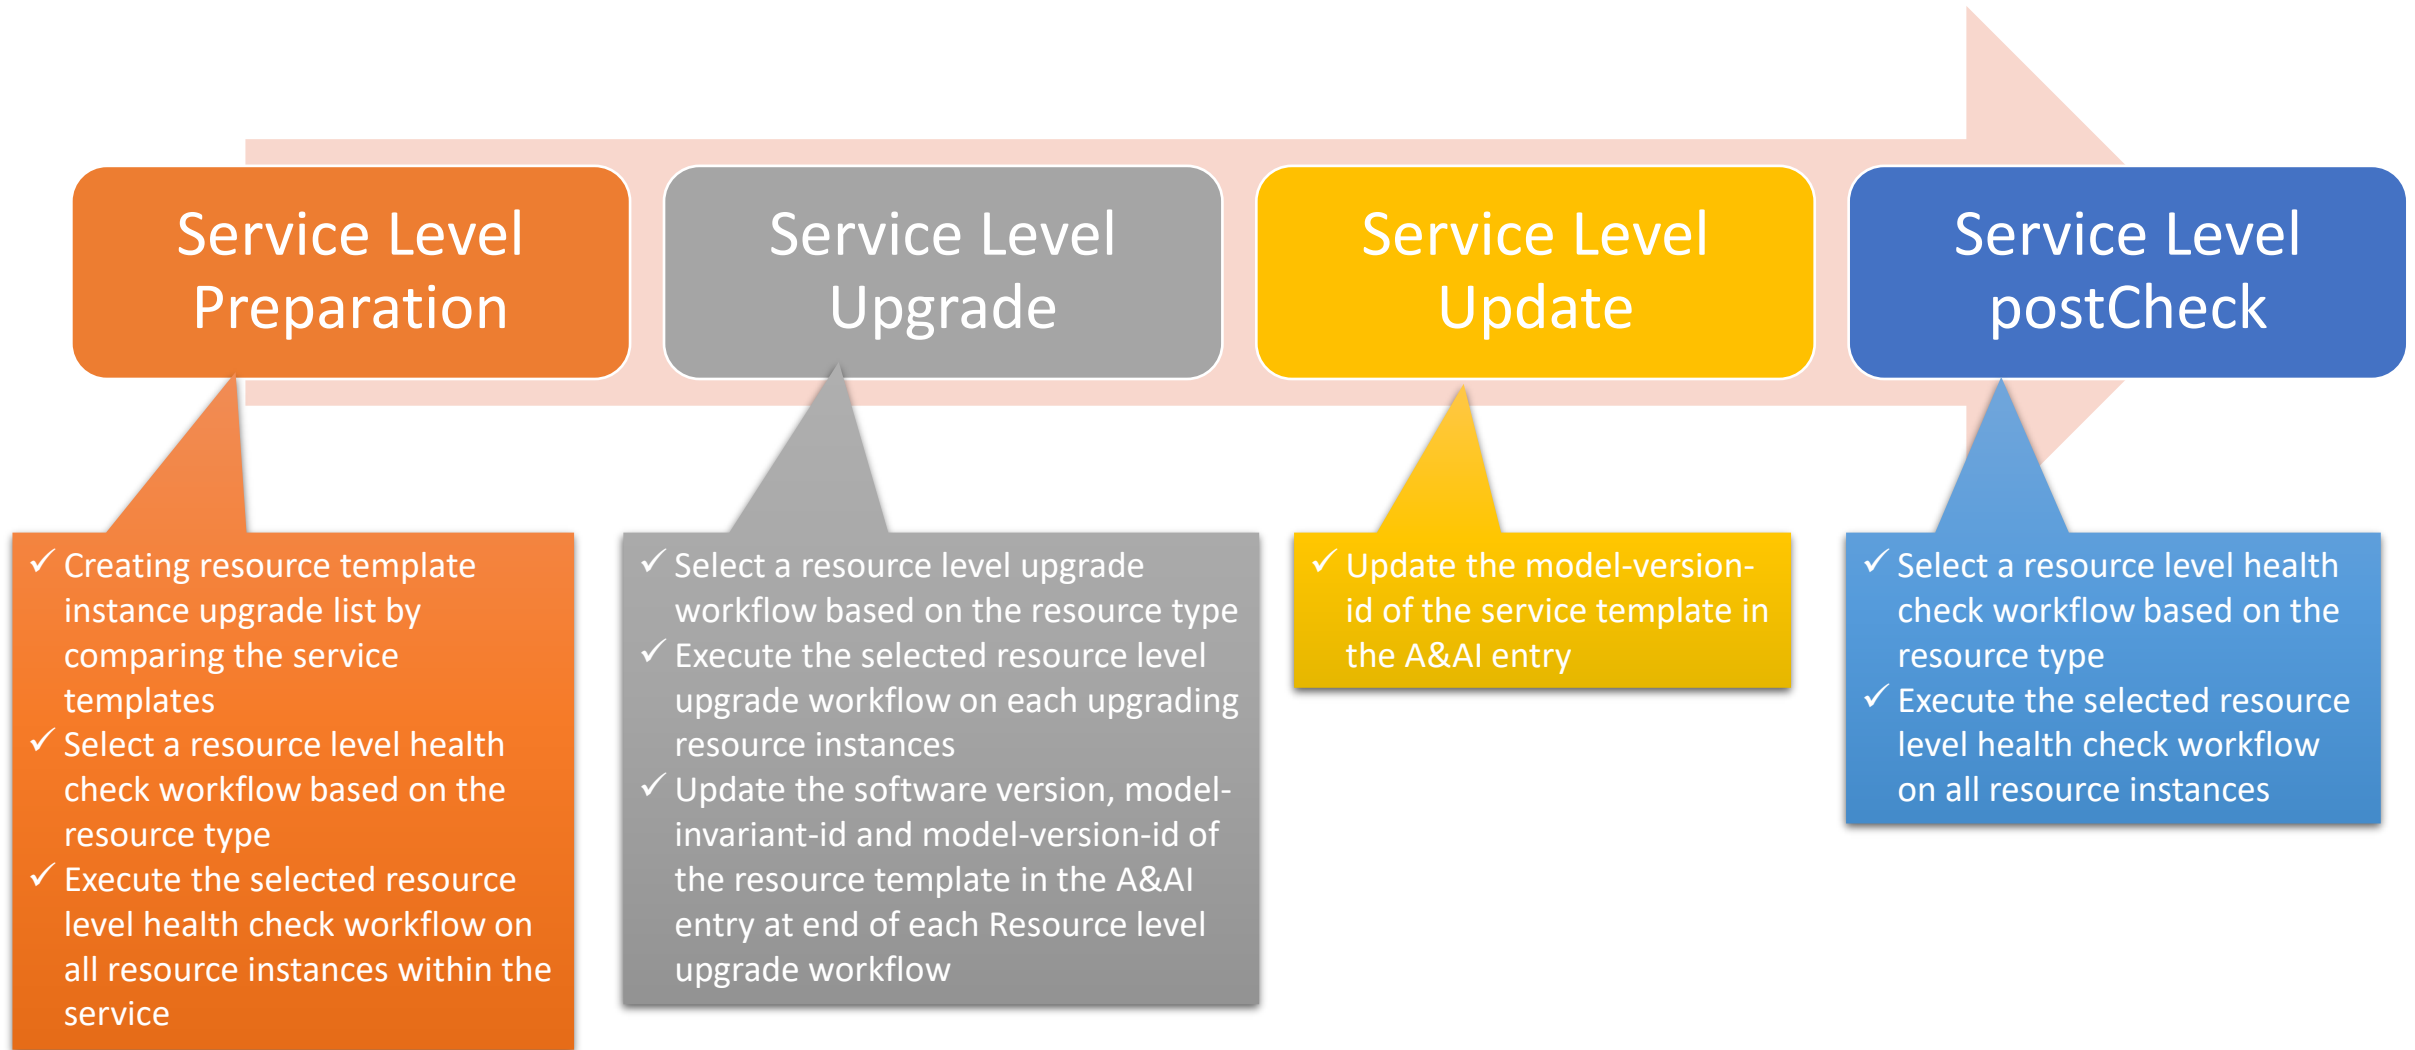 Service Level
Preparation
Service Level
Upgrade
Service Level
Update
Service Level
postCheck
✓ Creating resource template
instance upgrade list by
comparing the service
templates
✓ Select a resource level health
check workflow based on the
resource type
✓ Execute the selected resource
level health check workflow on
all resource instances within the
service
✓ Select a resource level upgrade
workflow based on the resource type
✓ Execute the selected resource level
upgrade workflow on each upgrading
resource instances
✓ Update the software version, model-
invariant-id and model-version-id of
the resource template in the A&AI
entry at end of each Resource level
upgrade workflow
✓ Update the model-version-
id of the service template in
the A&AI entry
✓ Select a resource level health
check workflow based on the
resource type
✓ Execute the selected resource
level health check workflow
on all resource instances